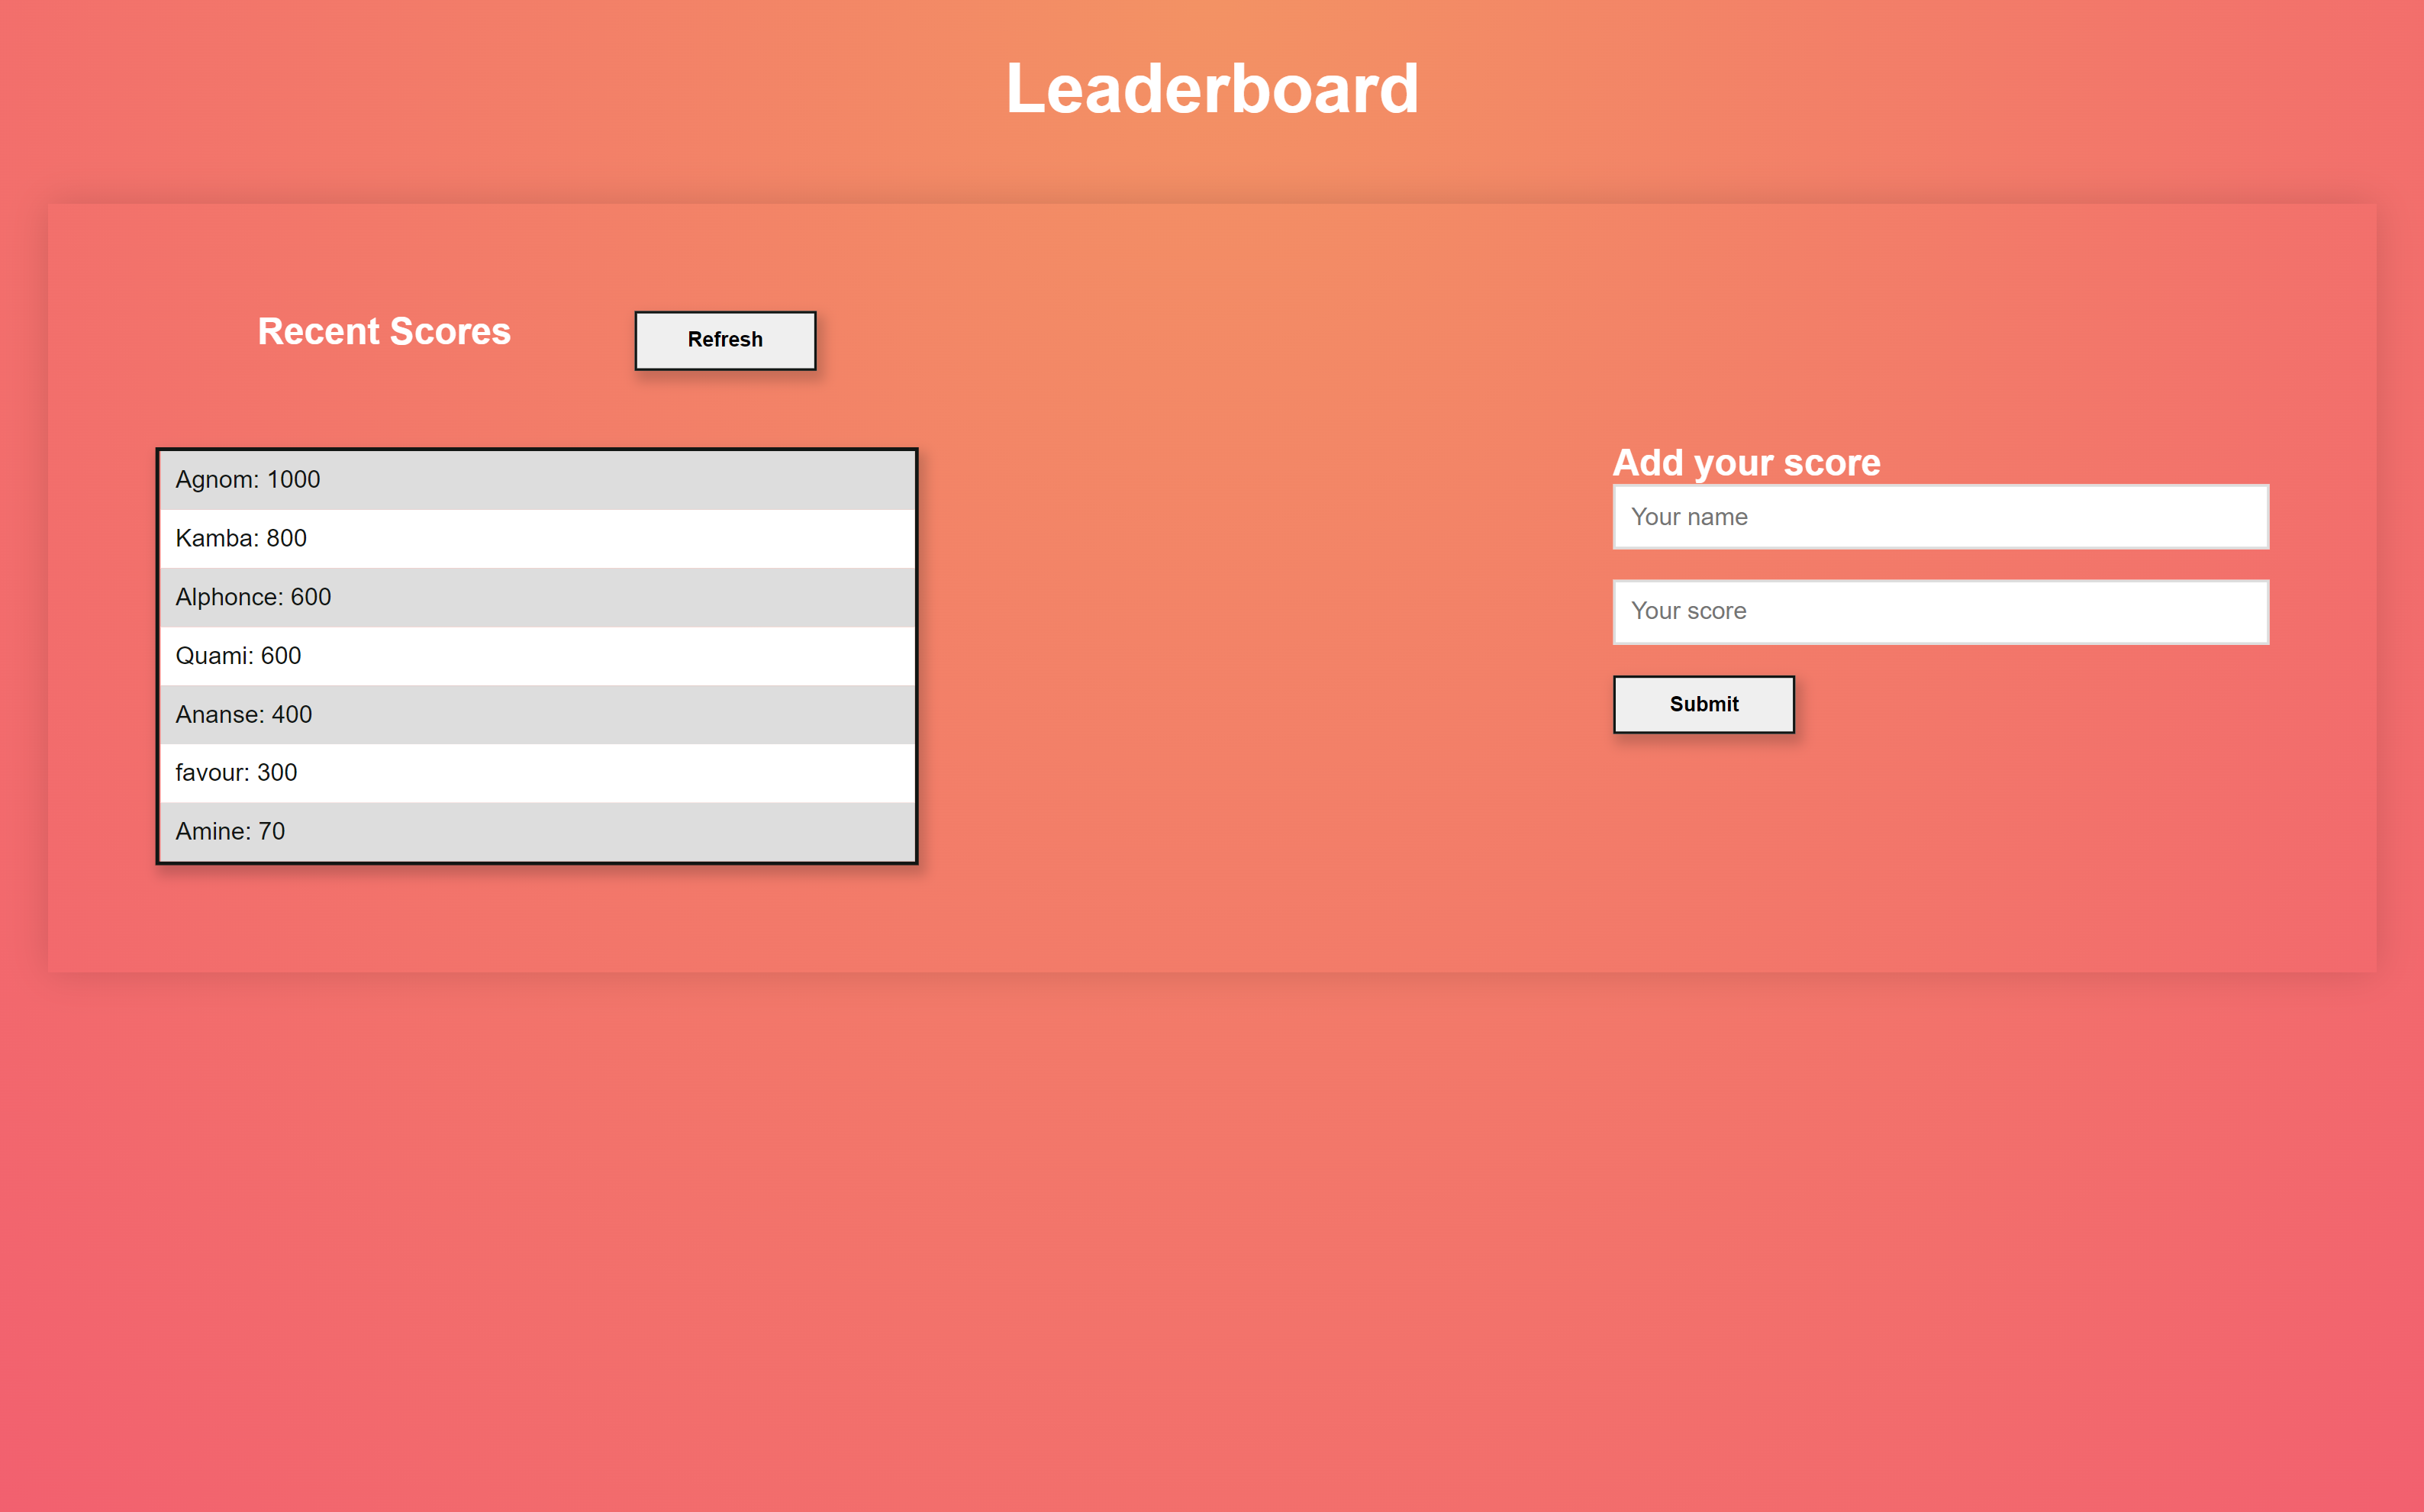 Leaderboard
Recent Scores
Refresh
Agnom: 1000
Kamba: 800
Alphonce: 600
Quami: 600
Ananse: 400
favour: 300
Amine: 70
Add your score
Your name
Your score
Submit